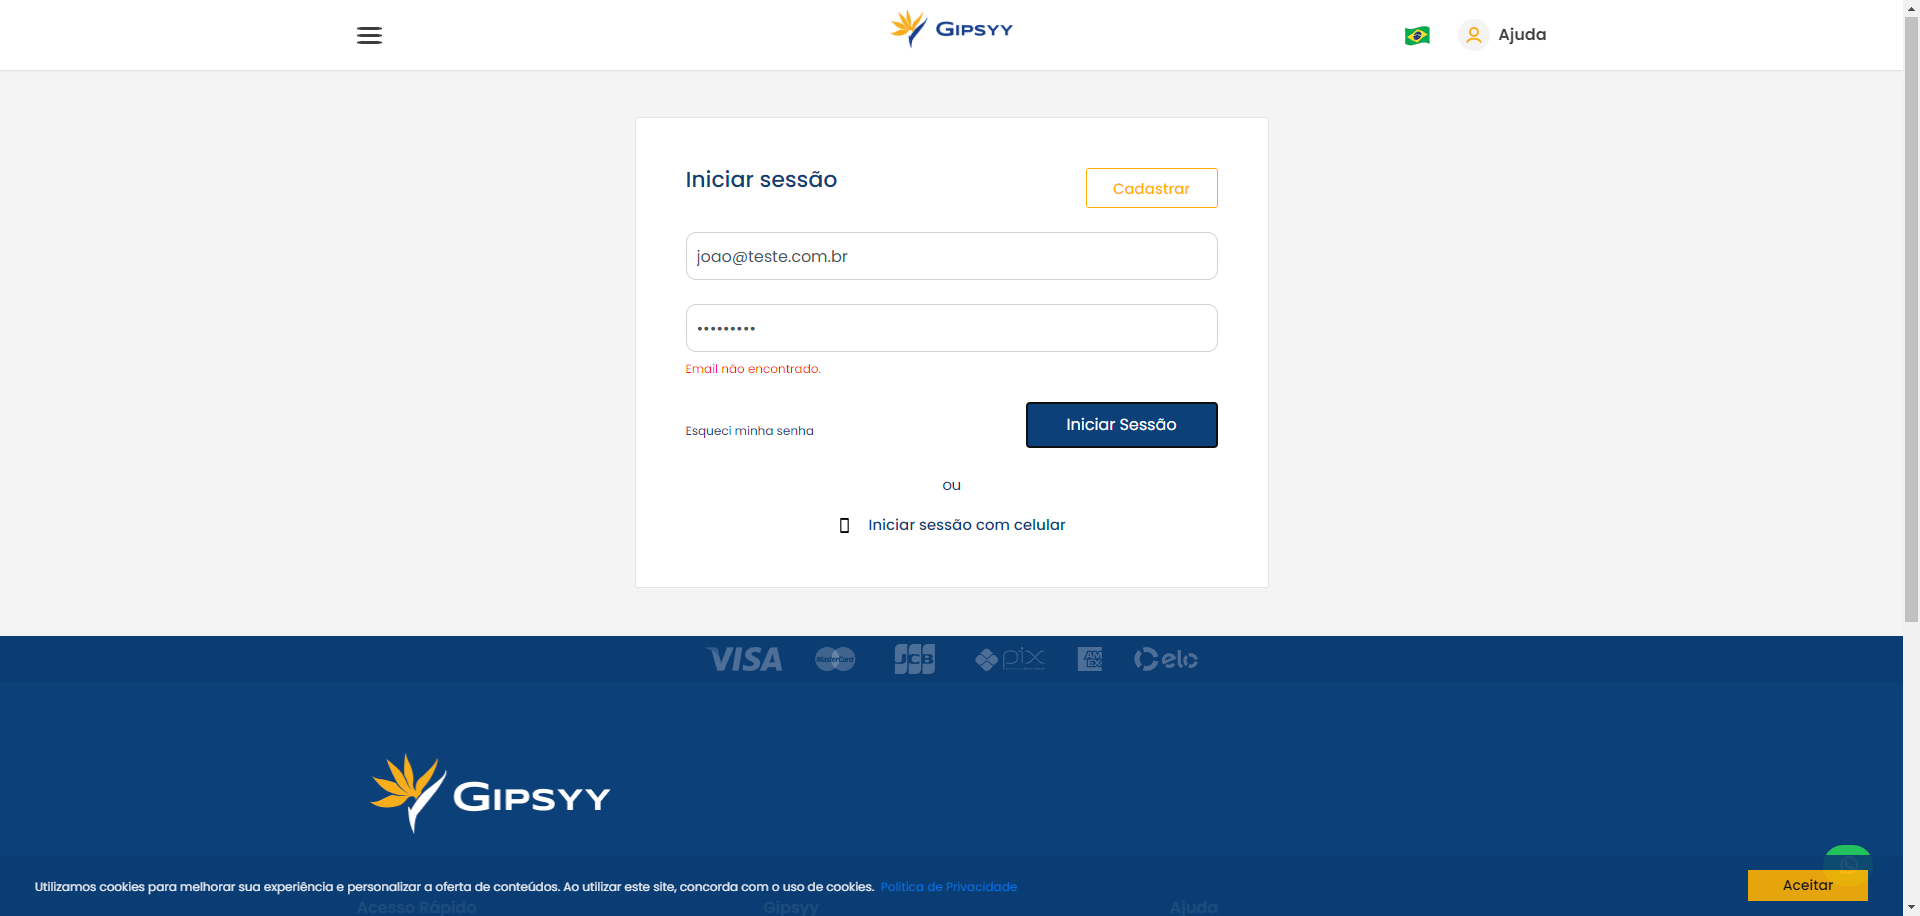 GIPSYY
Ajuda
Iniciar sessão
Cadastrar
joao@teste.com.br
•••••••••
Email não encontrado.
Esqueci minha senha
Iniciar Sessão
ou
Iniciar sessão com celular
VISA
MasterCard
JCB
pix
AM
EX
elo
GIPSYY
Utilizamos cookies para melhorar sua experiência e personalizar a oferta de conteúdos. Ao utilizar este site, concorda com o uso de cookies. Política de Privacidade
Aceitar
Acesso Rápido
Gipsyy
Ajuda